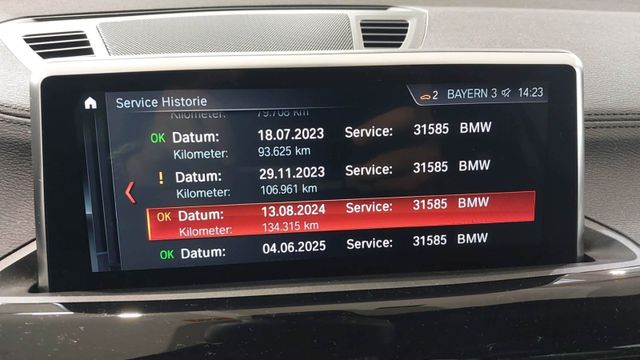 Service Historie
2 BAYERN 3 14:23
Kilometer: 79.708 km
OK Datum: 18.07.2023 Service: 31585 BMW
Kilometer: 93.625 km
! Datum: 29.11.2023 Service: 31585 BMW
Kilometer: 106.961 km
OK Datum: 13.08.2024 Service: 31585 BMW
Kilometer: 134.315 km
OK Datum: 04.06.2025 Service: 31585 BMW